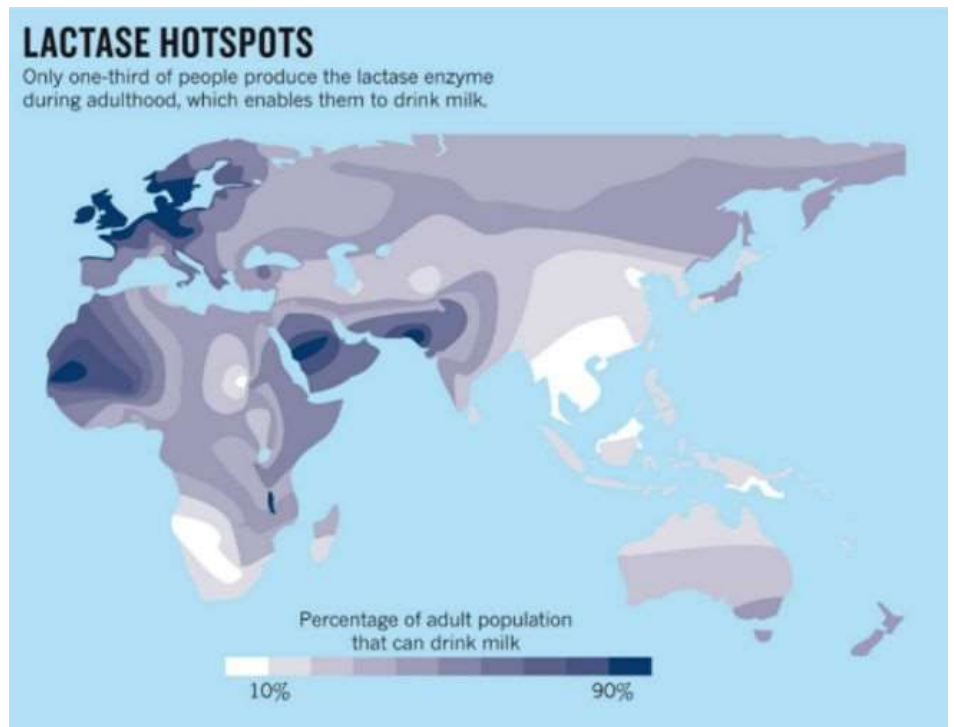 LACTASE HOTSPOTS
Only one-third of people produce the lactase enzyme
during adulthood, which enables them to drink milk.
Percentage of adult population
that can drink milk
10% 90%